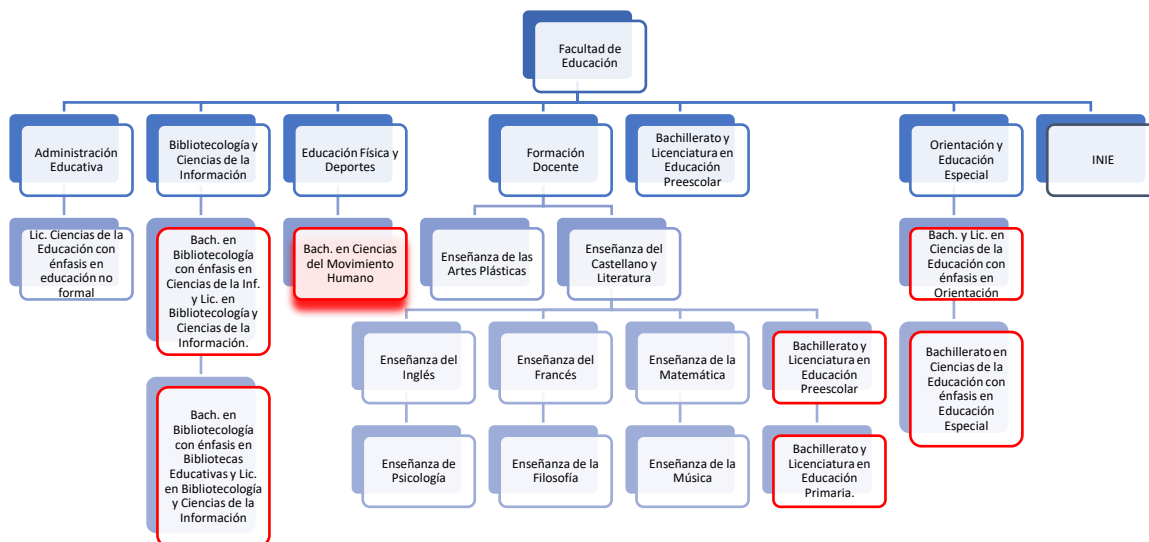 Facultad de
Educación
Administración
Educativa
Bibliotecología y
Ciencias de la
Información
Educación Física y
Deportes
Formación
Docente
Bachillerato y
Licenciatura en
Educación
Preescolar
Orientación y
Educación
Especial
INIE
Lic. Ciencias de la
Educación con
énfasis en
educación no
formal
Bach. en
Bibliotecología
con énfasis en
Ciencias de la Inf.
y Lic. en
Bibliotecología y
Ciencias de la
Información.
Bach. en Ciencias
del Movimiento
Humano
Enseñanza de las
Artes Plásticas
Enseñanza del
Castellano y
Literatura
Bach. y Lic. en
Ciencias de la
Educación con
énfasis en
Orientación
Enseñanza del
Inglés
Enseñanza del
Francés
Enseñanza de la
Matemática
Bachillerato y
Licenciatura en
Educación
Preescolar
Bachillerato en
Ciencias de la
Educación con
énfasis en
Educación
Especial
Bach. en
Bibliotecología
con énfasis en
Bibliotecas
Educativas y Lic.
en Bibliotecología
y Ciencias de la
Información
Enseñanza de
Psicología
Enseñanza de la
Filosofía
Enseñanza de la
Música
Bachillerato y
Licenciatura en
Educación
Primaria.